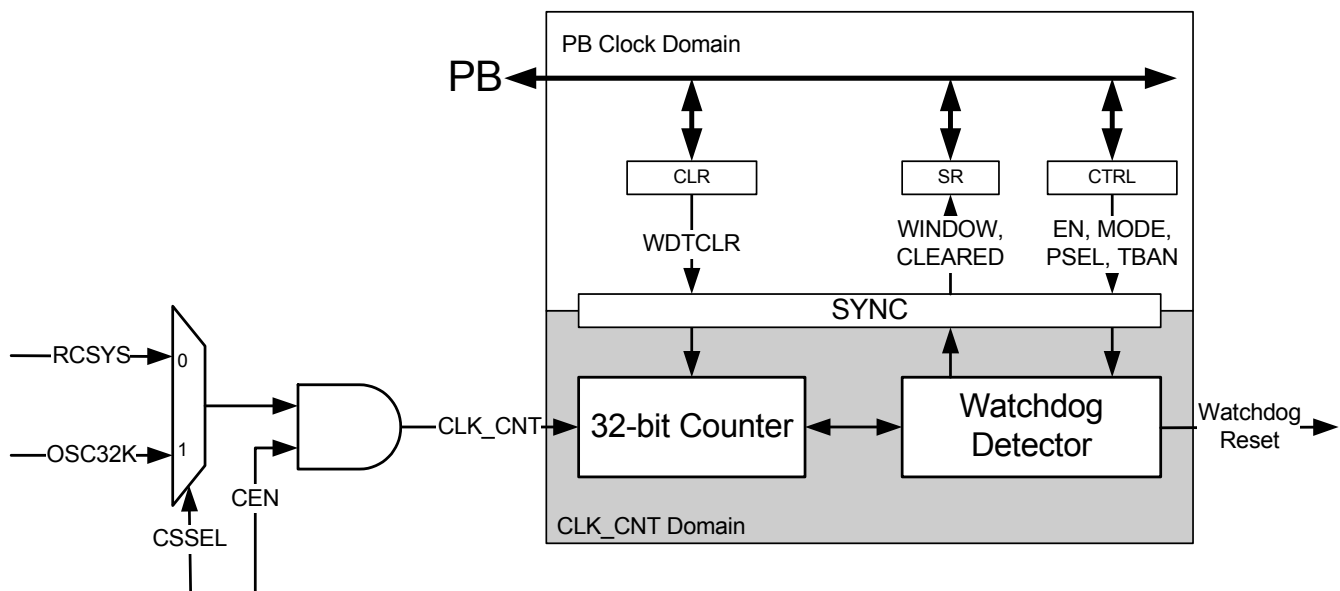 PB Clock Domain
PB
CLR
SR
CTRL
WDTCLR
WINDOW,
CLEARED
EN, MODE,
PSEL, TBAN
SYNC
RCSYS
0
OSC32K
1
CSSEL
CEN
CLK_CNT
32-bit Counter
Watchdog
Detector
Watchdog
Reset
CLK_CNT Domain